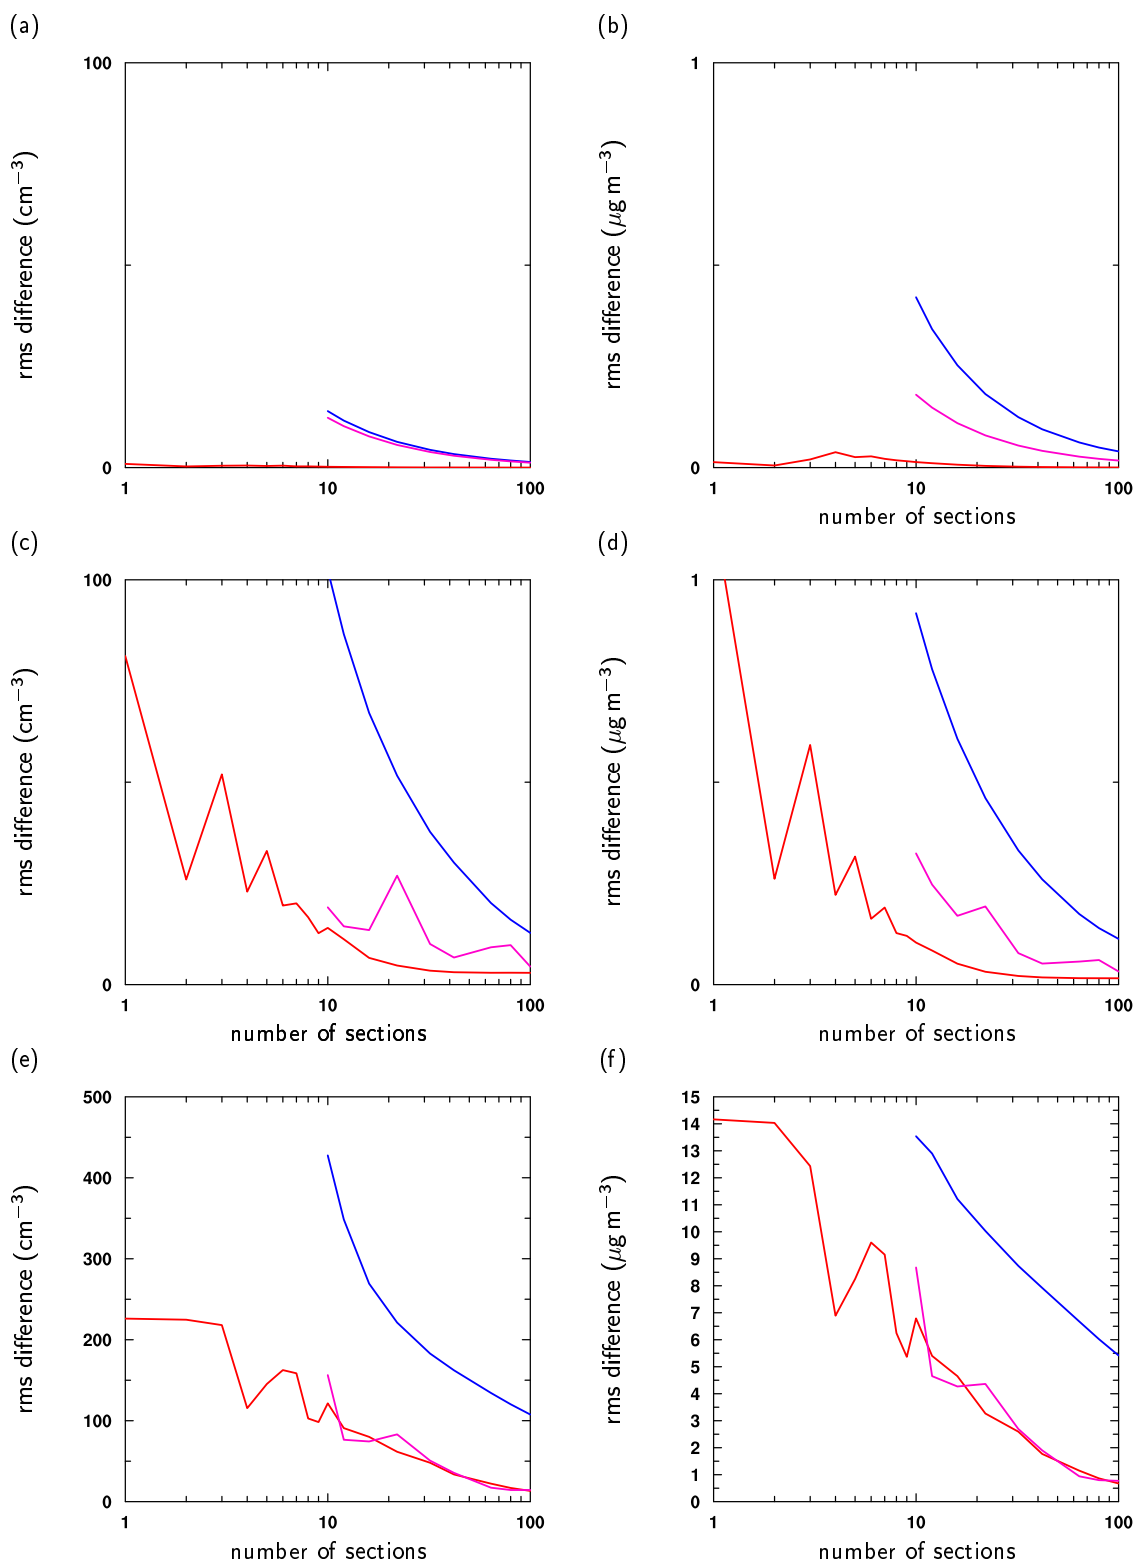 (a)
(b)
100
rms difference (cm⁻³)
0
1 10 100
1
rms difference (μg m⁻³)
0
1 10 100
number of sections
(c)
(d)
100
rms difference (cm⁻³)
0
1 10 100
number of sections
1
rms difference (μg m⁻³)
0
1 10 100
number of sections
(e)
(f)
500
400
300
200
100
0
rms difference (cm⁻³)
1 10 100
number of sections
15
14
13
12
11
10
9
8
7
6
5
4
3
2
1
0
rms difference (μg m⁻³)
1 10 100
number of sections